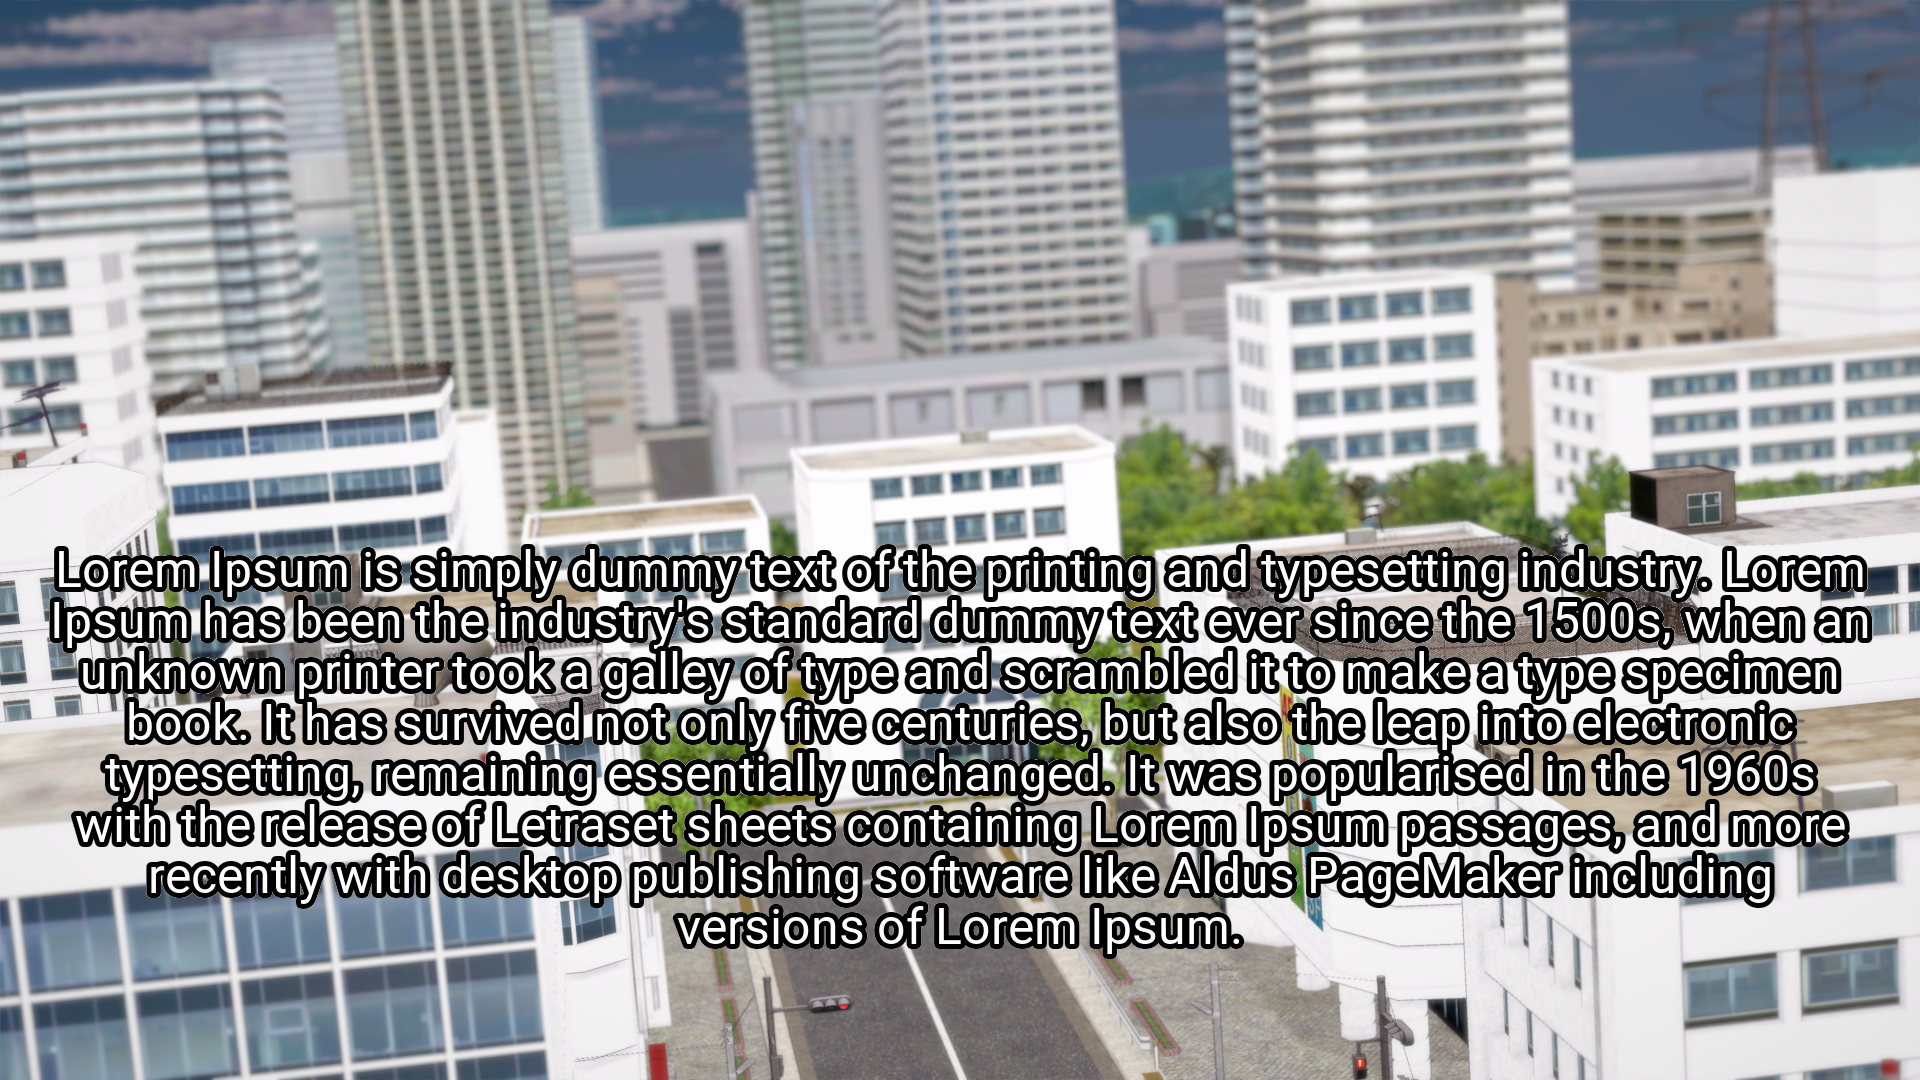 Lorem Ipsum is simply dummy text of the printing and typesetting industry. Lorem
Ipsum has been the industry's standard dummy text ever since the 1500s, when an
unknown printer took a galley of type and scrambled it to make a type specimen
book. It has survived not only five centuries, but also the leap into electronic
typesetting, remaining essentially unchanged. It was popularised in the 1960s
with the release of Letraset sheets containing Lorem Ipsum passages, and more
recently with desktop publishing software like Aldus PageMaker including
versions of Lorem Ipsum.